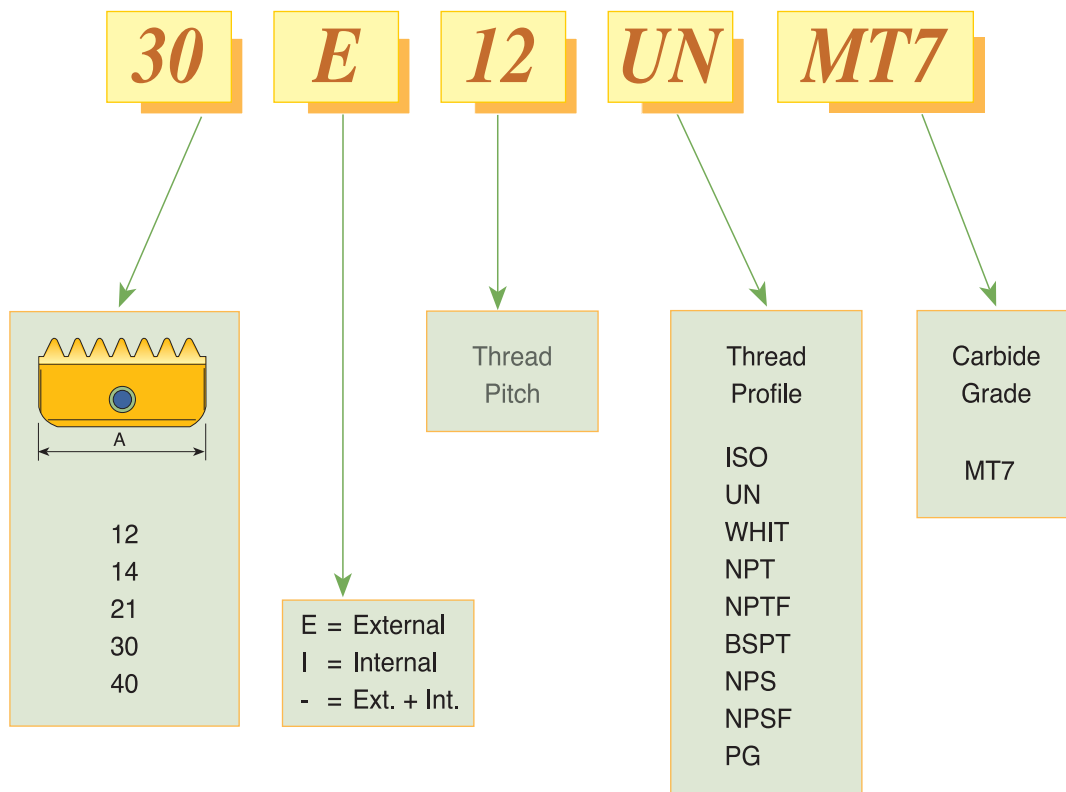 30 E 12 UN MT7
A
12
14
21
30
40
E = External
I = Internal
- = Ext. + Int.
Thread
Pitch
Thread
Profile
ISO
UN
WHIT
NPT
NPTF
BSPT
NPS
NPSF
PG
Carbide
Grade
MT7